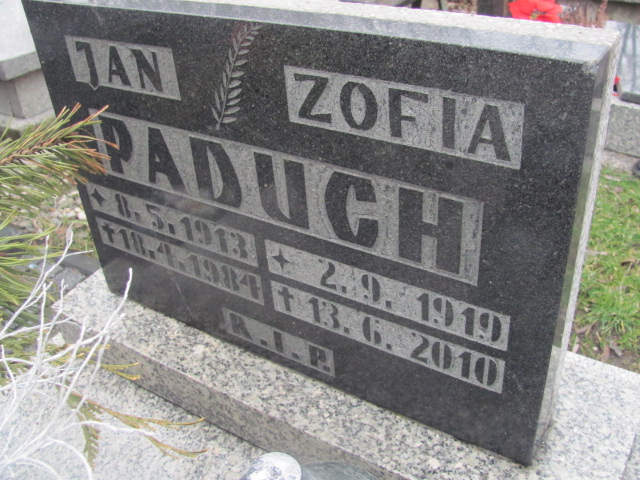 JAN ZOFIA
PADUCH
* 8.5.1913 * 2.9.1919
† 18.4.1984 † 13.6.2010
R.I.P.